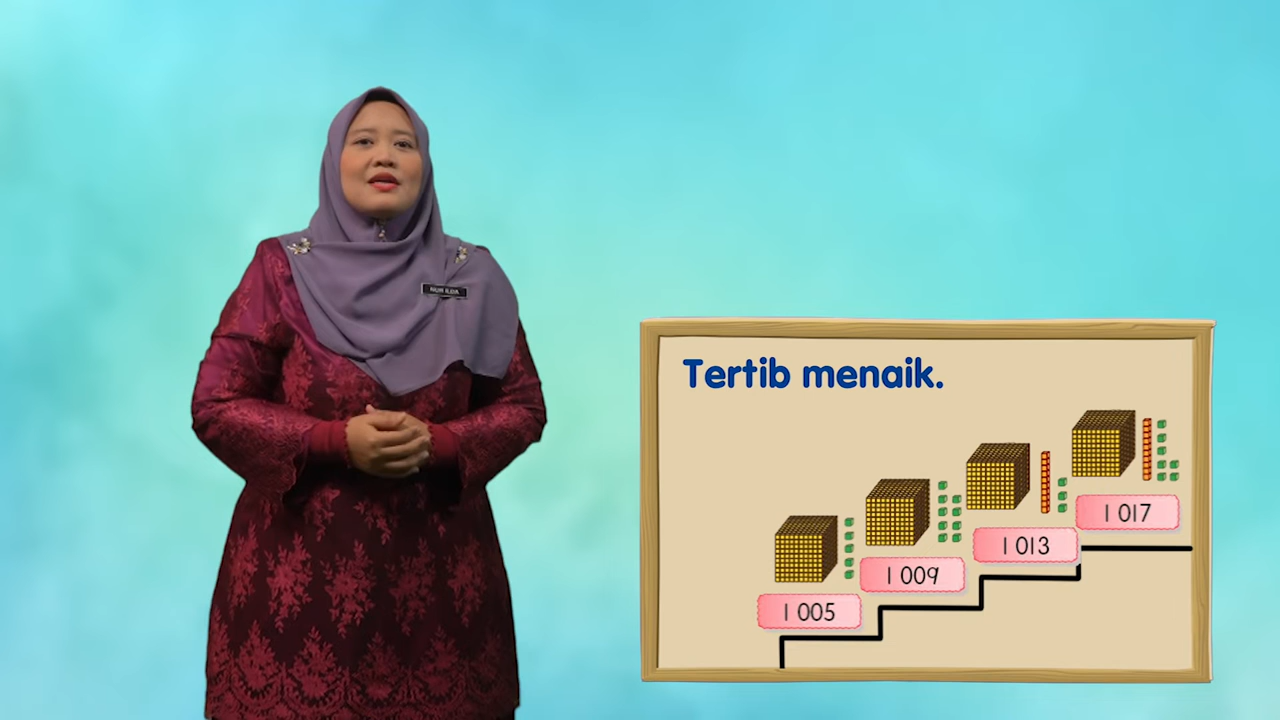 Tertib menaik.
1 005
1 009
1 013
1 017